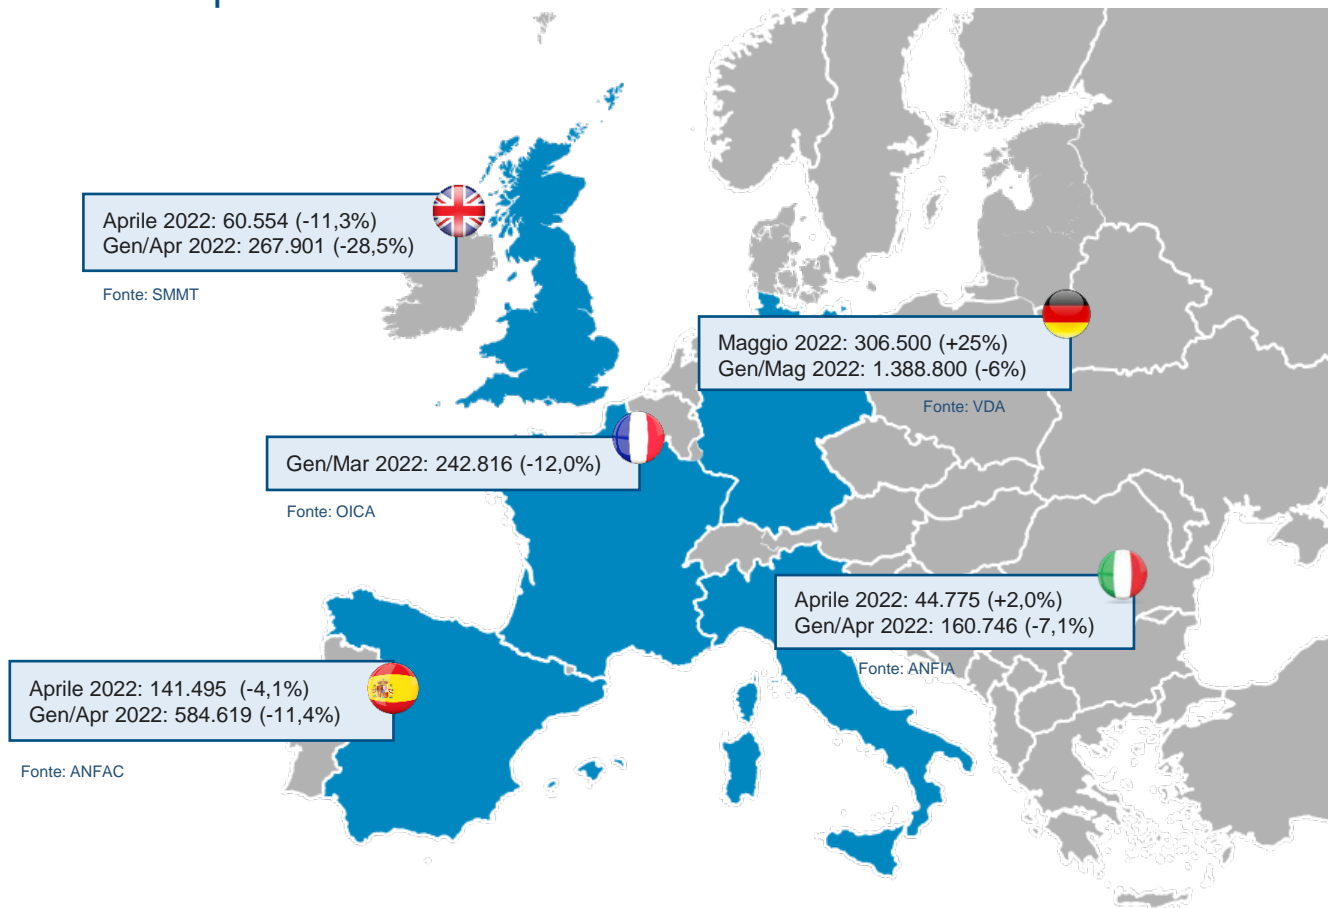 Aprile 2022: 60.554 (-11,3%)
Gen/Apr 2022: 267.901 (-28,5%)
Fonte: SMMT
Maggio 2022: 306.500 (+25%)
Gen/Mag 2022: 1.388.800 (-6%)
Fonte: VDA
Gen/Mar 2022: 242.816 (-12,0%)
Fonte: OICA
Aprile 2022: 44.775 (+2,0%)
Gen/Apr 2022: 160.746 (-7,1%)
Fonte: ANFIA
Aprile 2022: 141.495 (-4,1%)
Gen/Apr 2022: 584.619 (-11,4%)
Fonte: ANFAC